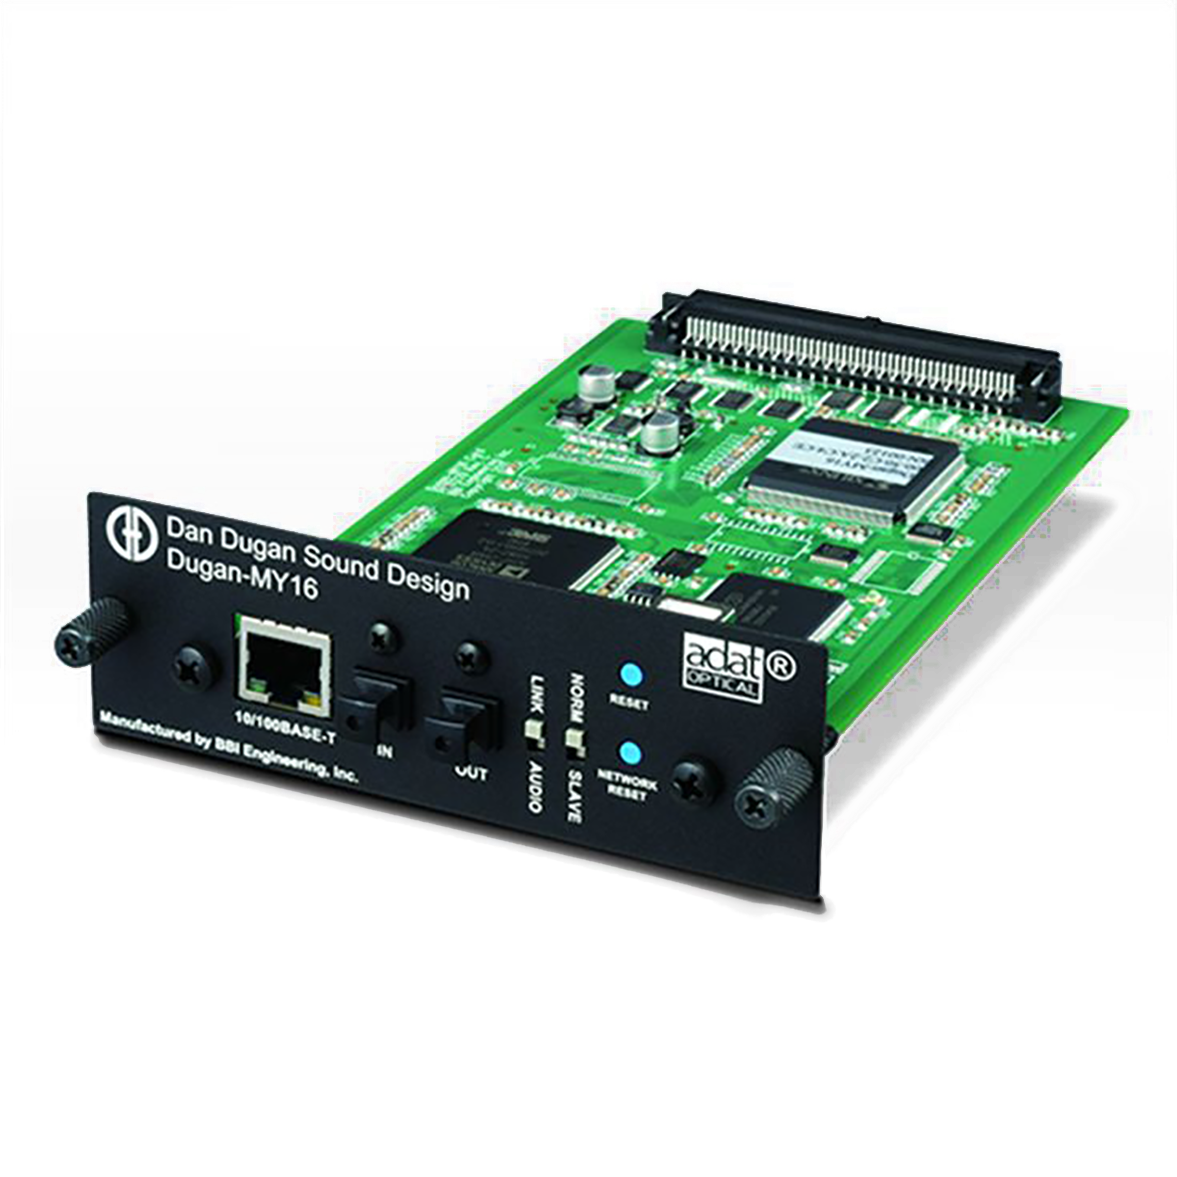 Dan Dugan Sound Design
Dugan-MY16
adat®
OPTICAL
10/100BASE-T
IN
OUT
LINK
AUDIO
NORM
SLAVE
RESET
NETWORK
RESET
Manufactured by BBI Engineering, Inc.